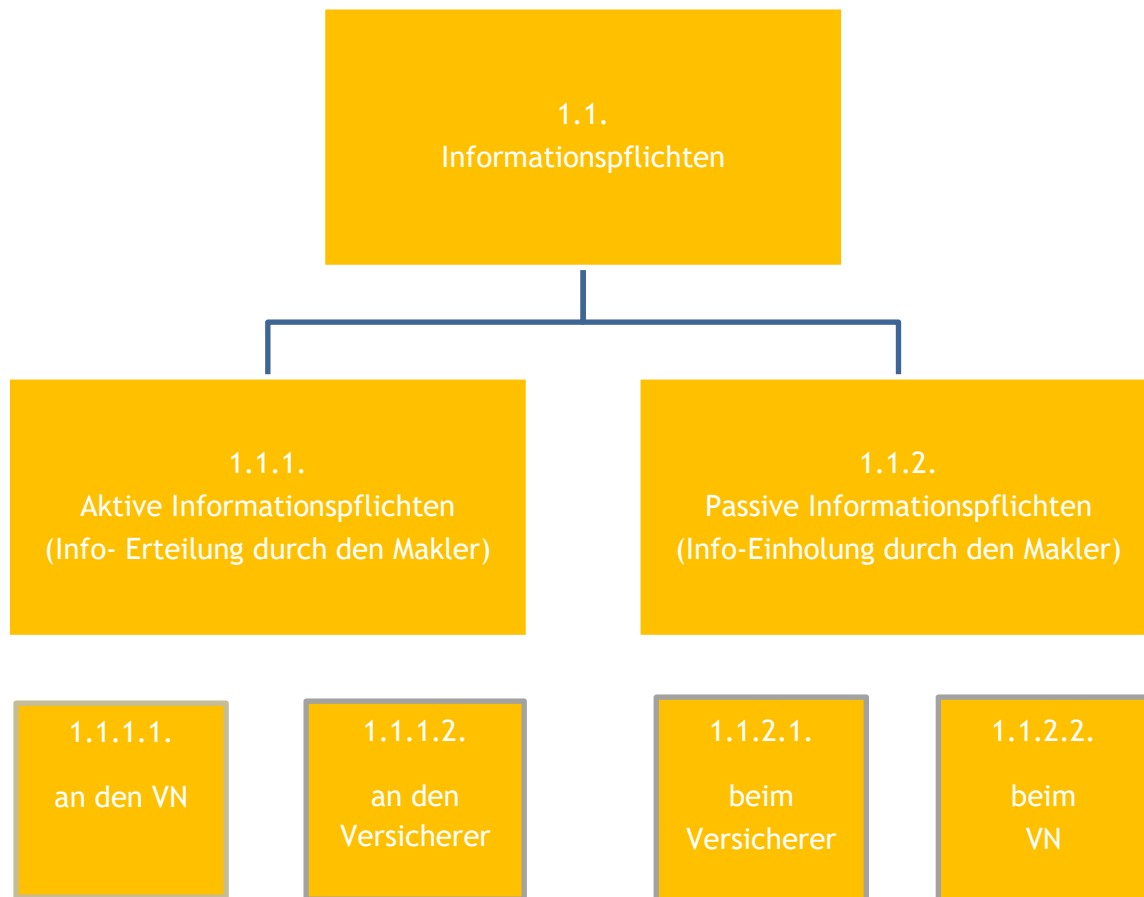 1.1.
Informationspflichten
1.1.1.
Aktive Informationspflichten
(Info- Erteilung durch den Makler)
1.1.2.
Passive Informationspflichten
(Info-Einholung durch den Makler)
1.1.1.1.
an den VN
1.1.1.2.
an den
Versicherer
1.1.2.1.
beim
Versicherer
1.1.2.2.
beim
VN